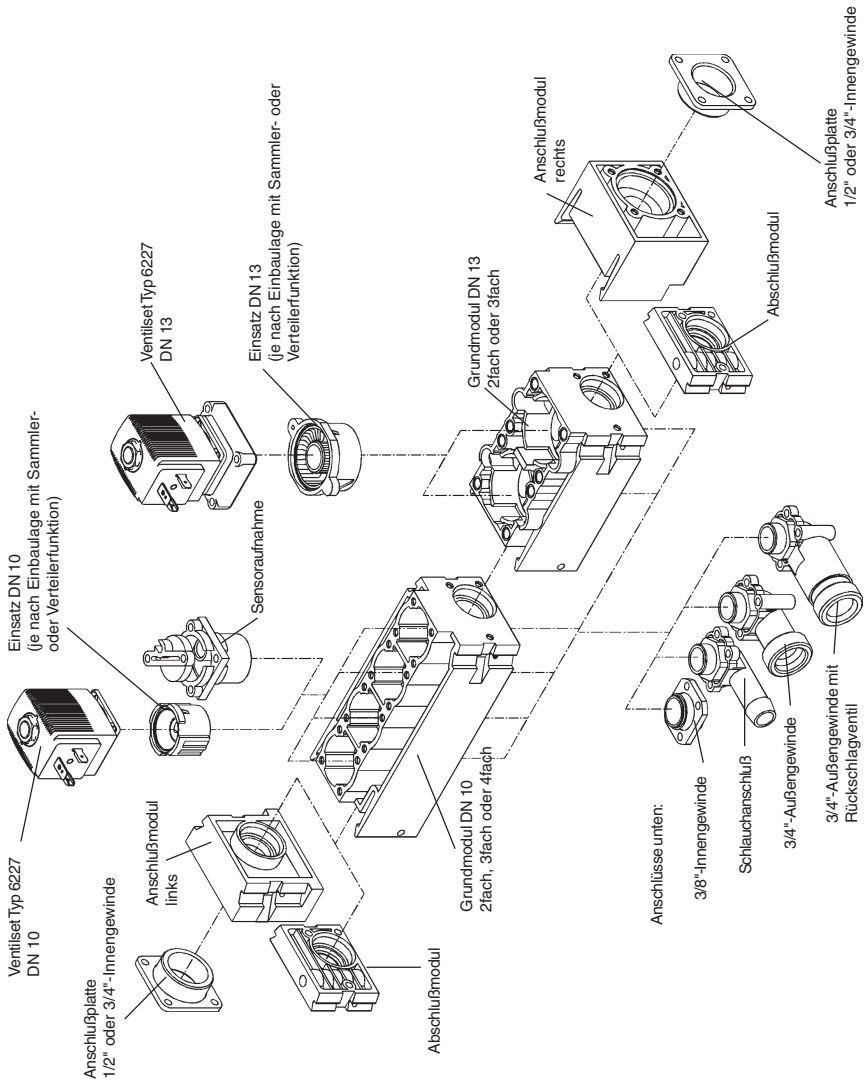 Ventilset Typ 6227
DN 10
Einsatz DN 10
(je nach Einbaulage mit Sammler-
oder Verteilerfunktion)
Sensoraufnahme
Ventilset Typ 6227
DN 13
Einsatz DN 13
(je nach Einbaulage mit Sammler- oder
Verteilerfunktion)
Anschlußplatte
1/2" oder 3/4"-Innengewinde
Anschlußmodul
links
Abschlußmodul
Grundmodul DN 10
2fach, 3fach oder 4fach
Grundmodul DN 13
2fach oder 3fach
Anschlußmodul
rechts
Abschlußmodul
Anschlußplatte
1/2" oder 3/4"-Innengewinde
Anschlüsse unten:
3/8"-Innengewinde
Schlauchanschluß
3/4"-Außengewinde
3/4"-Außengewinde mit
Rückschlagventil